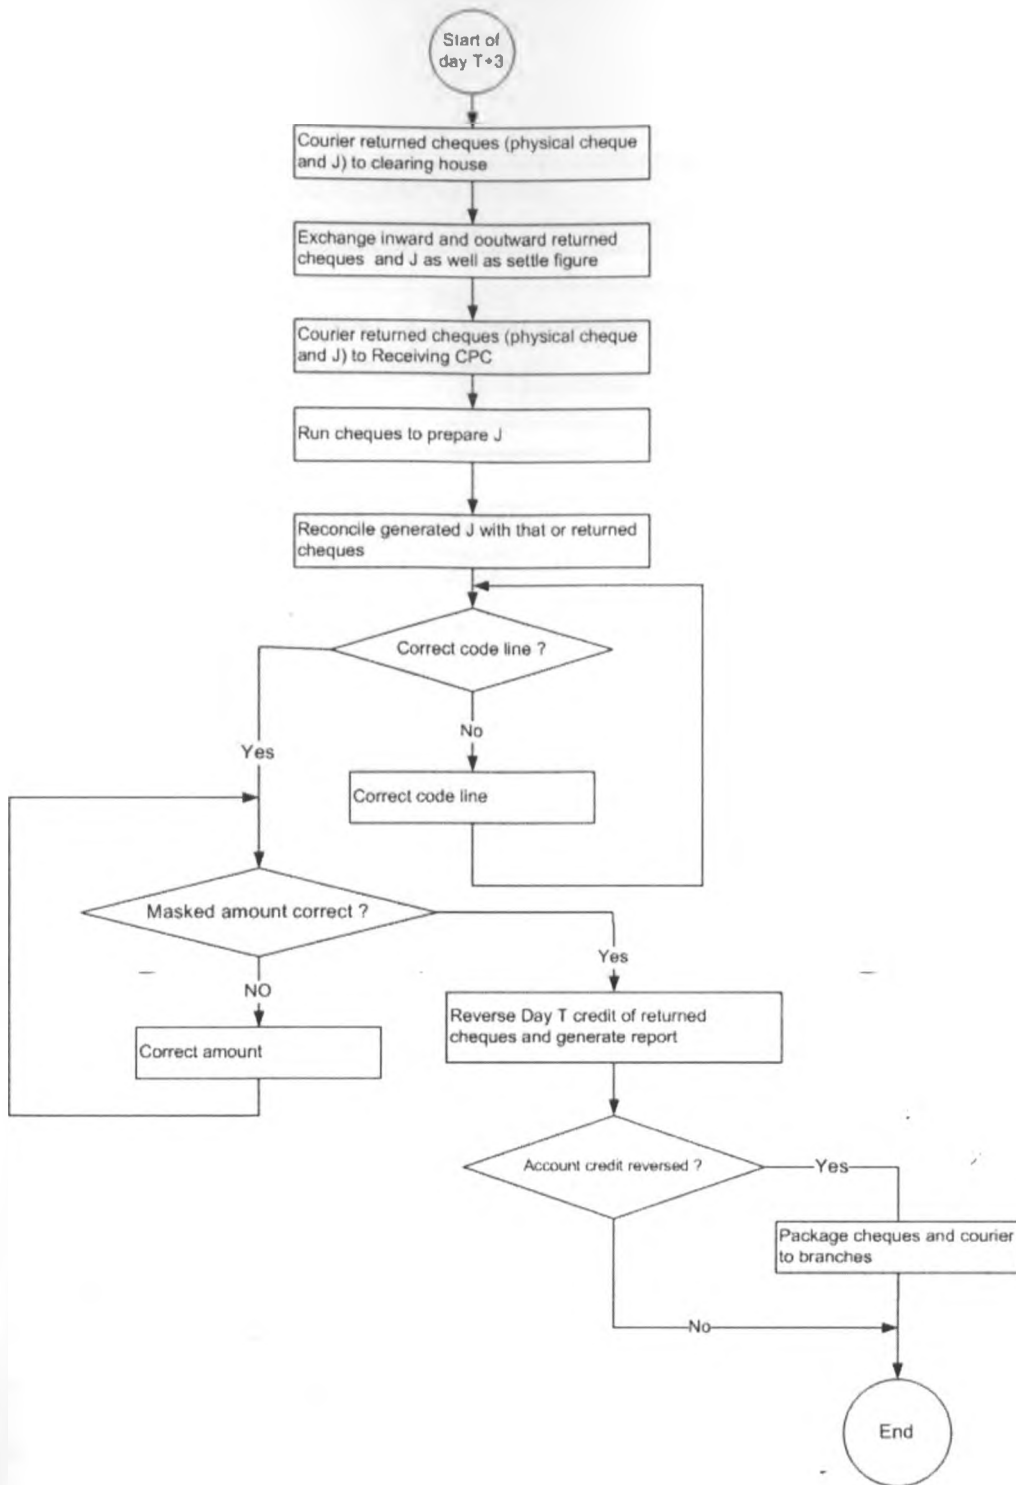 Start of
day T+3
Courier returned cheques (physical cheque
and J) to clearing house
Exchange inward and ooutward returned
cheques and J as well as settle figure
Courier returned cheques (physical cheque
and J) to Receiving CPC
Run cheques to prepare J
Reconcile generated J with that or returned
cheques
Correct code line ?
No
Yes
Correct code line
Masked amount correct ?
Yes
NO
Reverse Day T credit of returned
cheques and generate report
Correct amount
Account credit reversed ?
Yes
Package cheques and courier
to branches
No
End